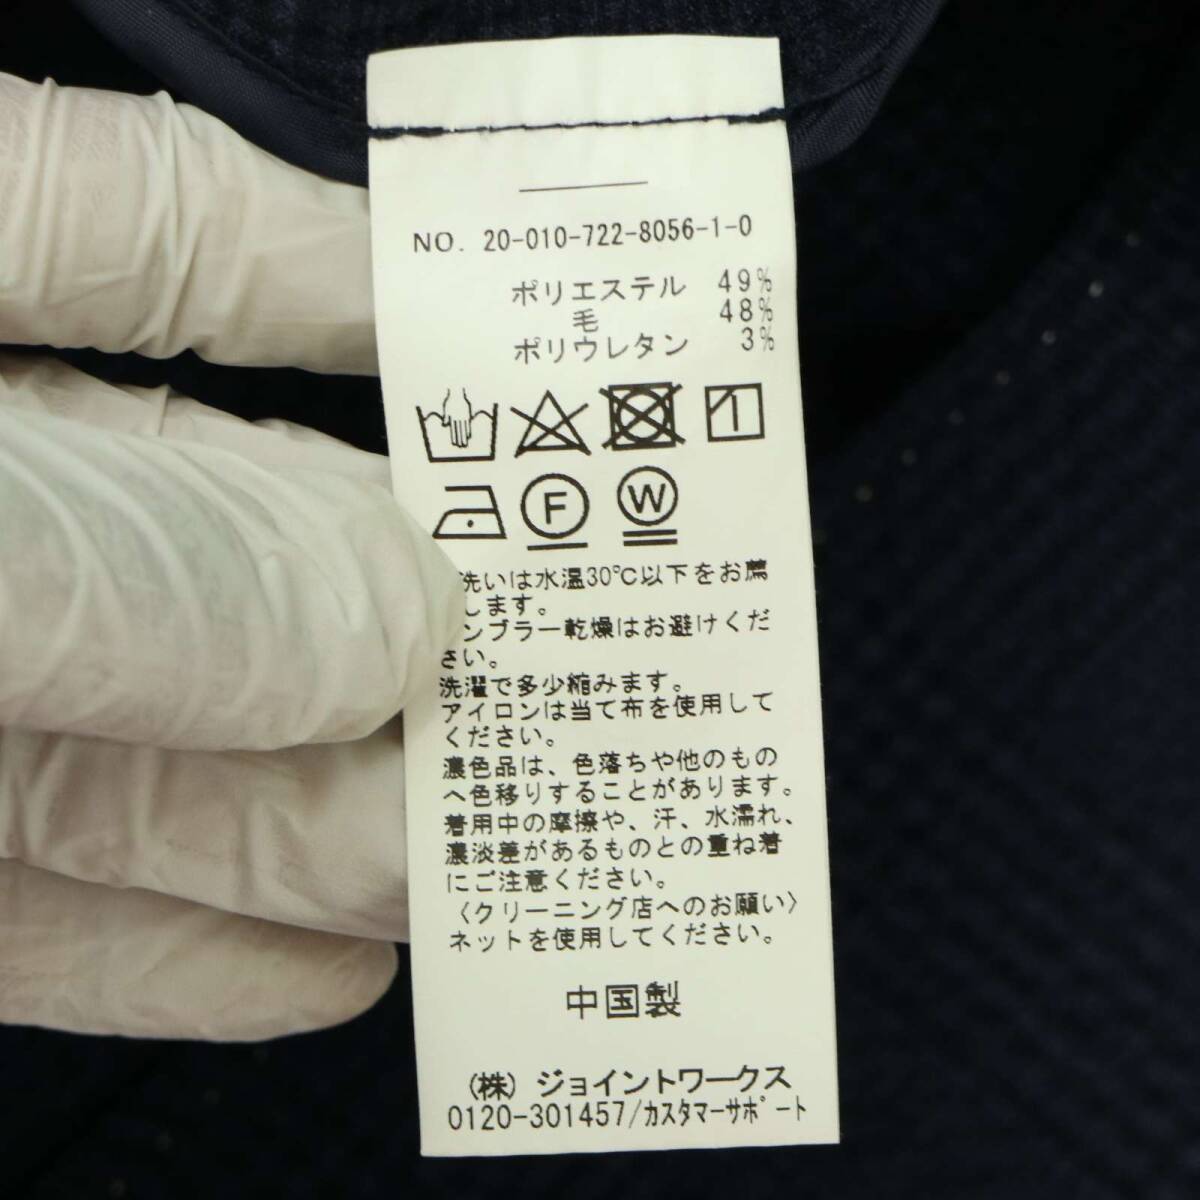 NO. 20-010-722-8056-1-0
ポリエステル 49%
毛 48%
ポリウレタン 3%
F W
洗いは水温30℃以下をお薦
します。
ンブラー乾燥はお避けくだ
さい。
洗濯で多少縮みます。
アイロンは当て布を使用して
ください。
濃色品は、色落ちや他のもの
へ色移りすることがあります。
着用中の摩擦や、汗、水濡れ、
濃淡差があるものとの重ね着
にご注意ください。
〈クリーニング店へのお願い〉
ネットを使用してください。
中国製
(株) ジョイントワークス
0120-301457/カスタマーサポート